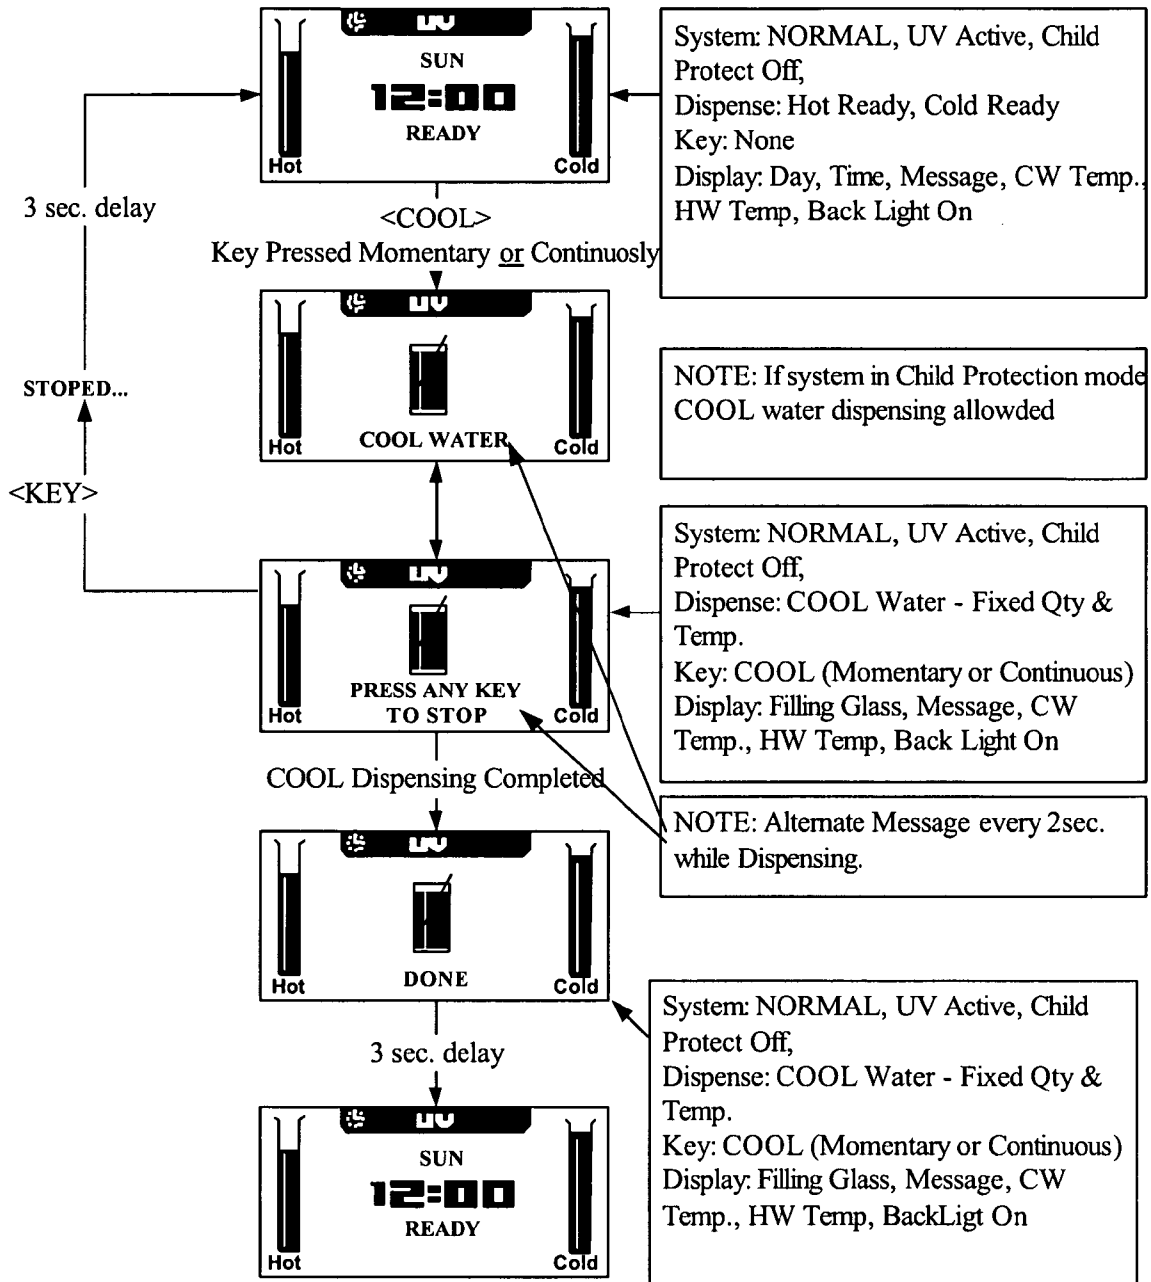 UV
SUN
12:00
READY
Hot
Cold
System: NORMAL, UV Active, Child
Protect Off,
Dispense: Hot Ready, Cold Ready
Key: None
Display: Day, Time, Message, CW Temp.,
HW Temp, Back Light On
3 sec. delay
<COOL>
Key Pressed Momentary or Continuosly
UV
COOL WATER
Hot
Cold
NOTE: If system in Child Protection mode
COOL water dispensing allowded
STOPED...
<KEY>
UV
PRESS ANY KEY
TO STOP
Hot
Cold
System: NORMAL, UV Active, Child
Protect Off,
Dispense: COOL Water - Fixed Qty &
Temp.
Key: COOL (Momentary or Continuous)
Display: Filling Glass, Message, CW
Temp., HW Temp, Back Light On
COOL Dispensing Completed
NOTE: Alternate Message every 2sec.
while Dispensing.
UV
DONE
Hot
Cold
System: NORMAL, UV Active, Child
Protect Off,
Dispense: COOL Water - Fixed Qty &
Temp.
Key: COOL (Momentary or Continuous)
Display: Filling Glass, Message, CW
Temp., HW Temp, BackLigt On
3 sec. delay
UV
SUN
12:00
READY
Hot
Cold